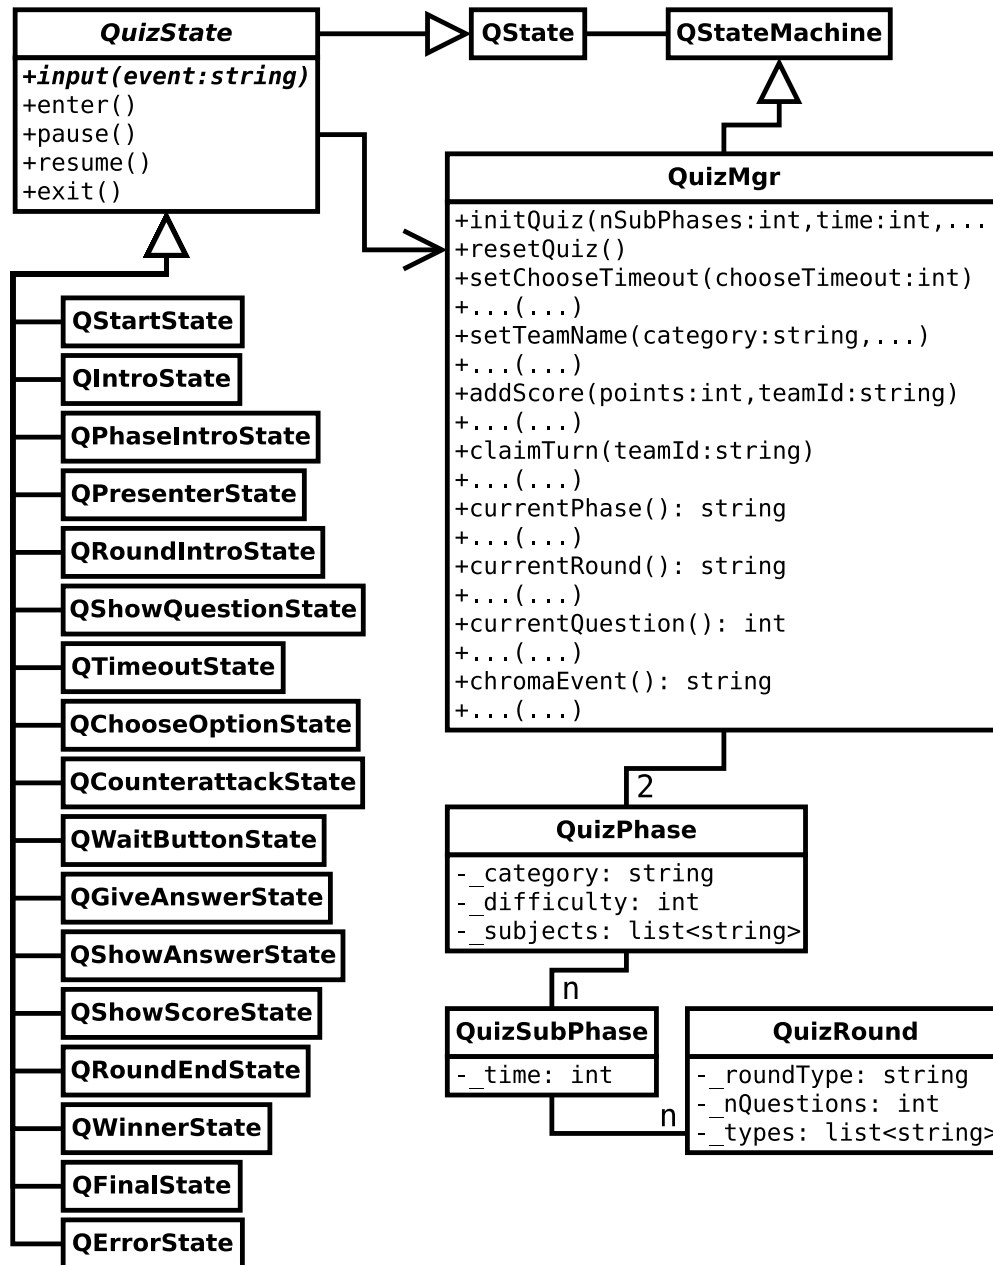 QuizState
+input(event:string)
+enter()
+pause()
+resume()
+exit()
QState
QStateMachine
QuizMgr
+initQuiz(nSubPhases:int,time:int,...
+resetQuiz()
+setChooseTimeout(chooseTimeout:int)
+...(...)
+setTeamName(category:string,...)
+...(...)
+addScore(points:int,teamId:string)
+...(...)
+claimTurn(teamId:string)
+...(...)
+currentPhase(): string
+...(...)
+currentRound(): string
+...(...)
+currentQuestion(): int
+...(...)
+chromaEvent(): string
+...(...)
QStartState
QIntroState
QPhaseIntroState
QPresenterState
QRoundIntroState
QShowQuestionState
QTimeoutState
QChooseOptionState
QCounterattackState
QWaitButtonState
QGiveAnswerState
QShowAnswerState
QShowScoreState
QRoundEndState
QWinnerState
QFinalState
QErrorState
2
QuizPhase
-_category: string
-_difficulty: int
-_subjects: list<string>
n
QuizSubPhase
-_time: int
n
QuizRound
-_roundType: string
-_nQuestions: int
-_types: list<string>